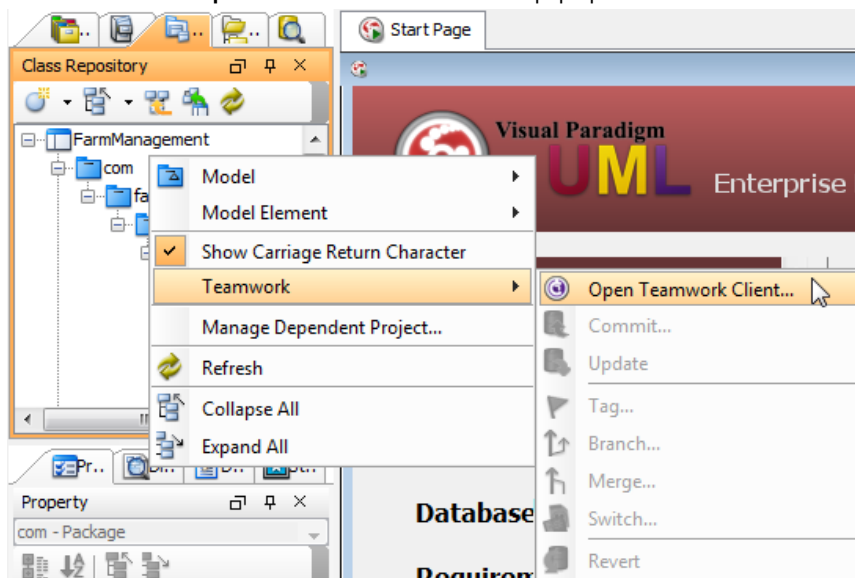 Start Page
Class Repository
FarmManagement
com
fa
Model
Model Element
Show Carriage Return Character
Teamwork
Manage Dependent Project...
Refresh
Collapse All
Expand All
Visual Paradigm
UML Enterprise
Open Teamwork Client...
Commit...
Update
Tag...
Branch...
Merge...
Switch...
Revert
Pr..
Property
com - Package
Database